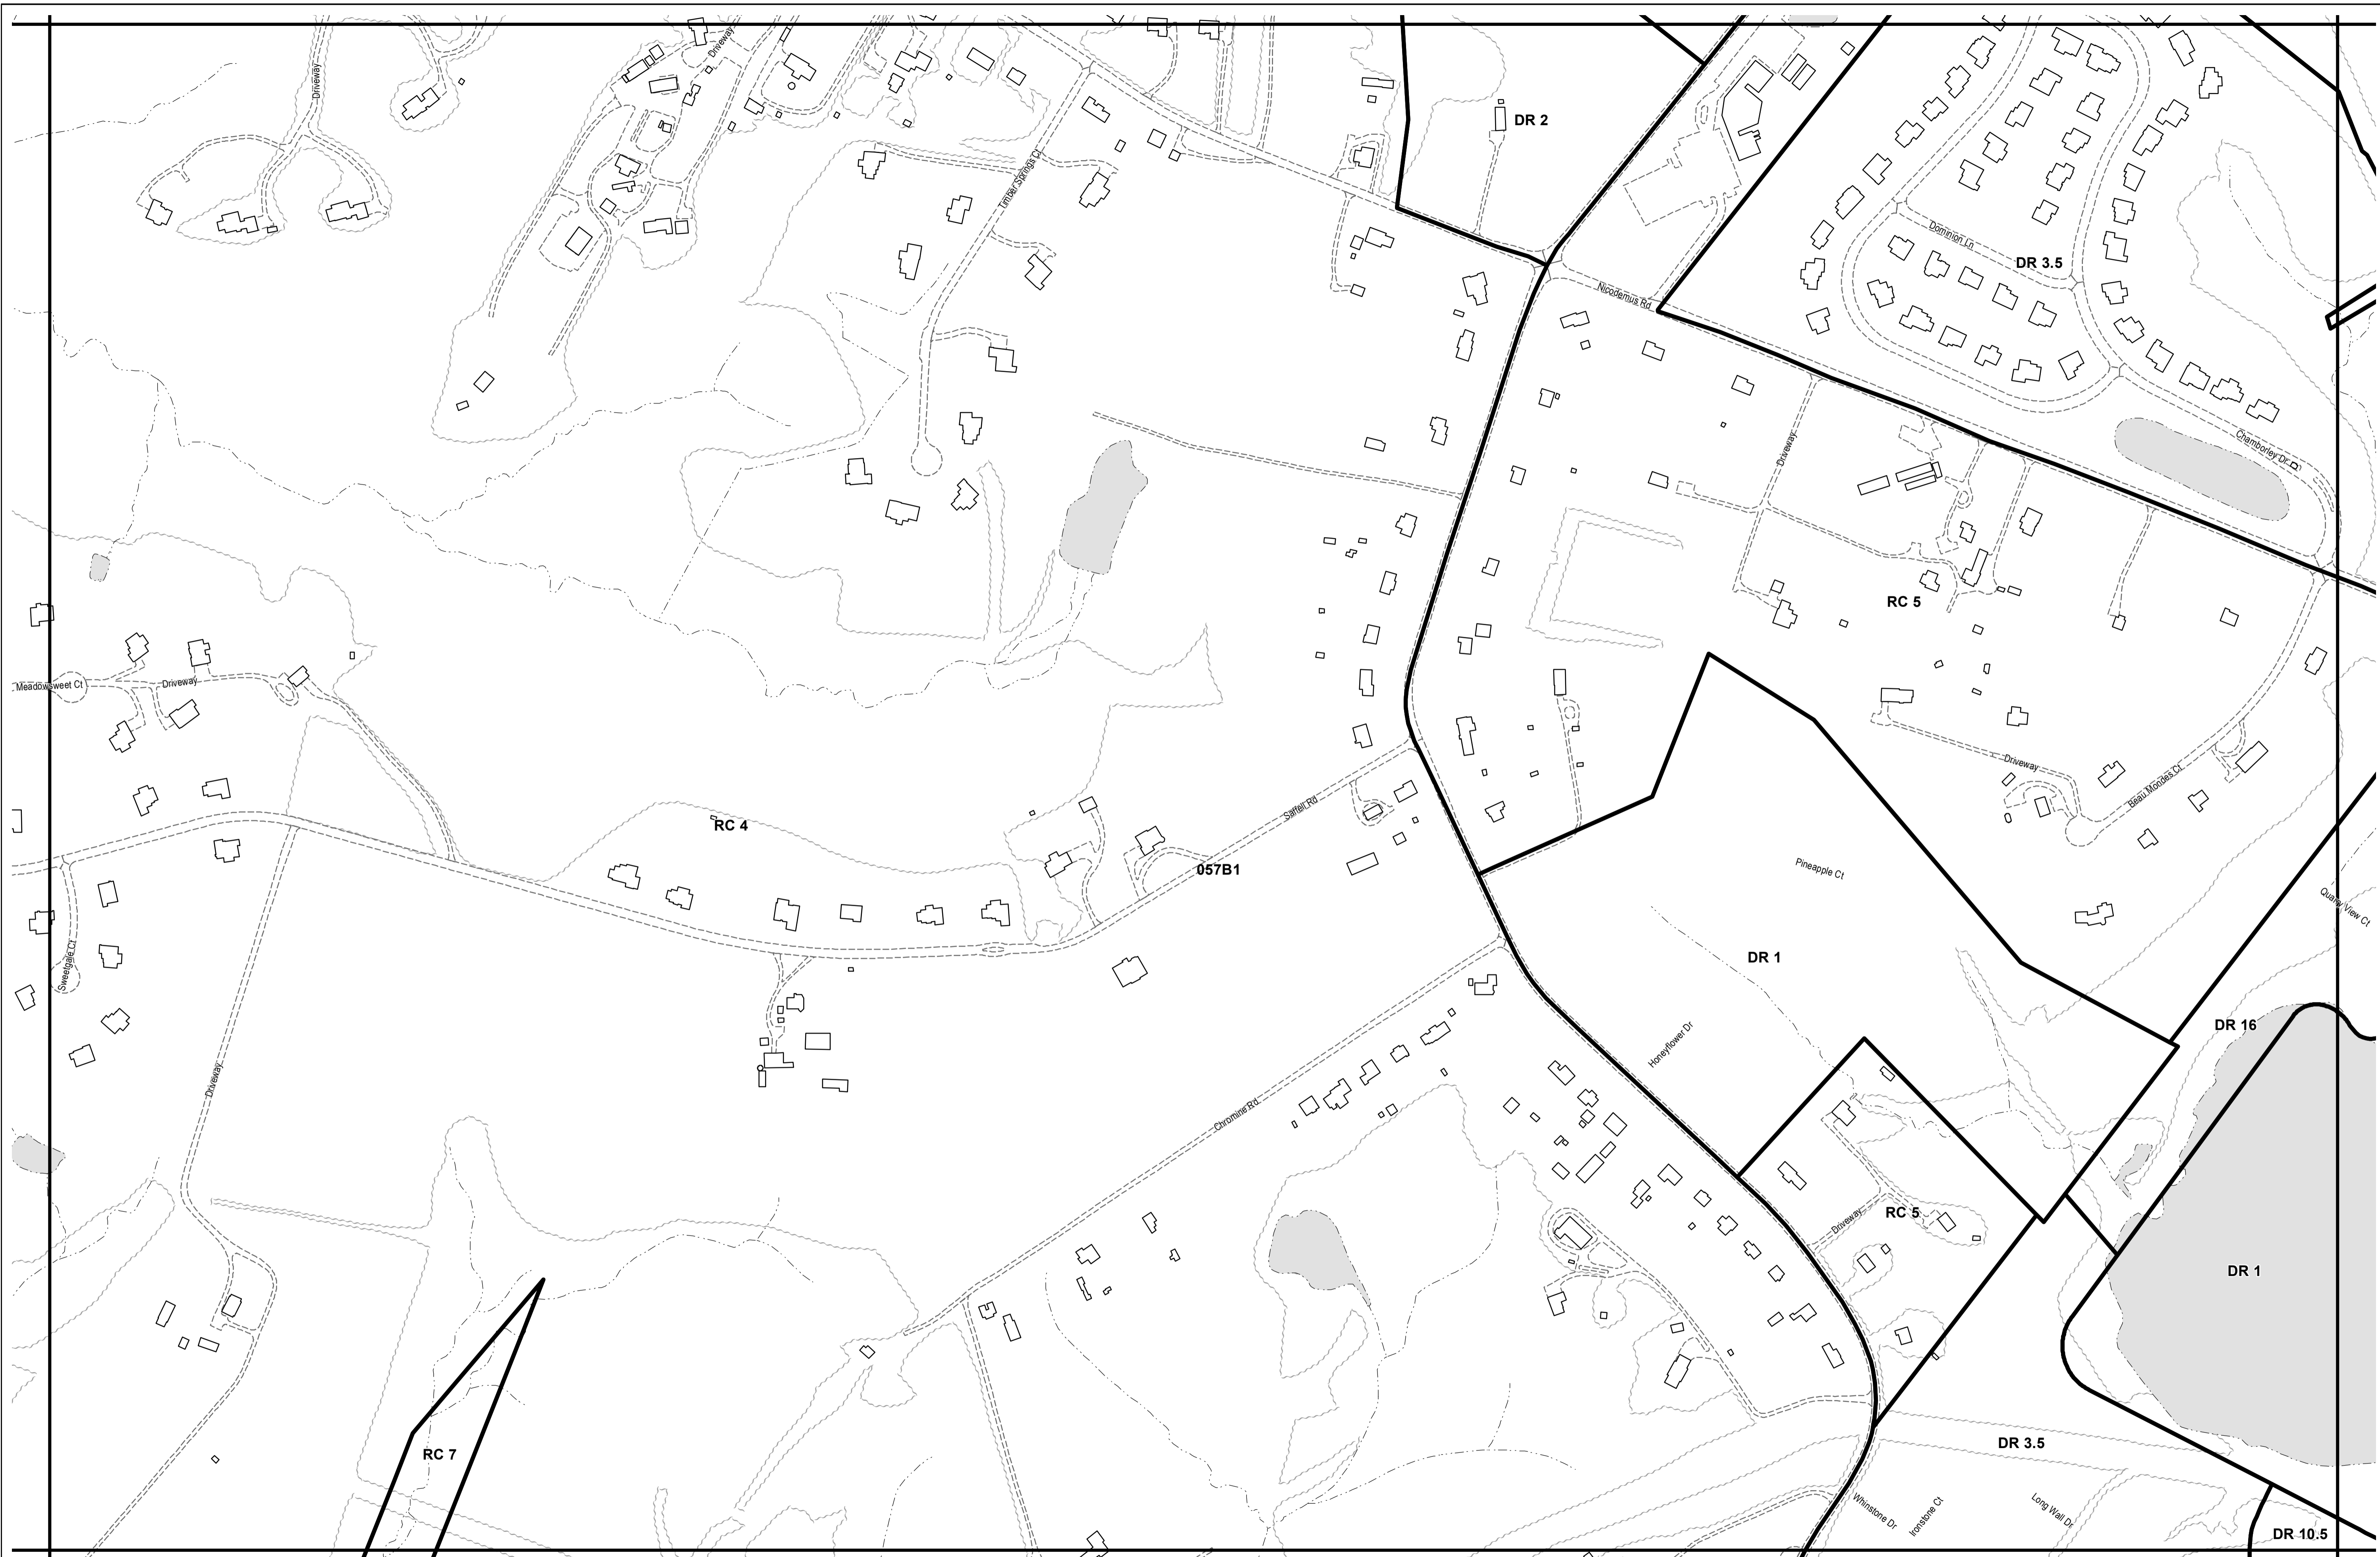 Driveway
Driveway
DR 2
Timber Springs Ct
Dominion Ln
DR 3.5
Nicodemus Rd
Chamborley Dr
Driveway
RC 5
Meadowsweet Ct
Driveway
Driveway
Beau Mondes Ct
Saffell Rd
RC 4
057B1
Pineapple Ct
Quarry View Ct
DR 1
Sweetgale Ct
DR 16
Honeyflower Dr
Driveway
Chromine Rd
RC 5
Driveway
DR 1
RC 7
DR 3.5
Whinstone Dr
Ironstone Ct
Long Wall Dr
DR 10.5